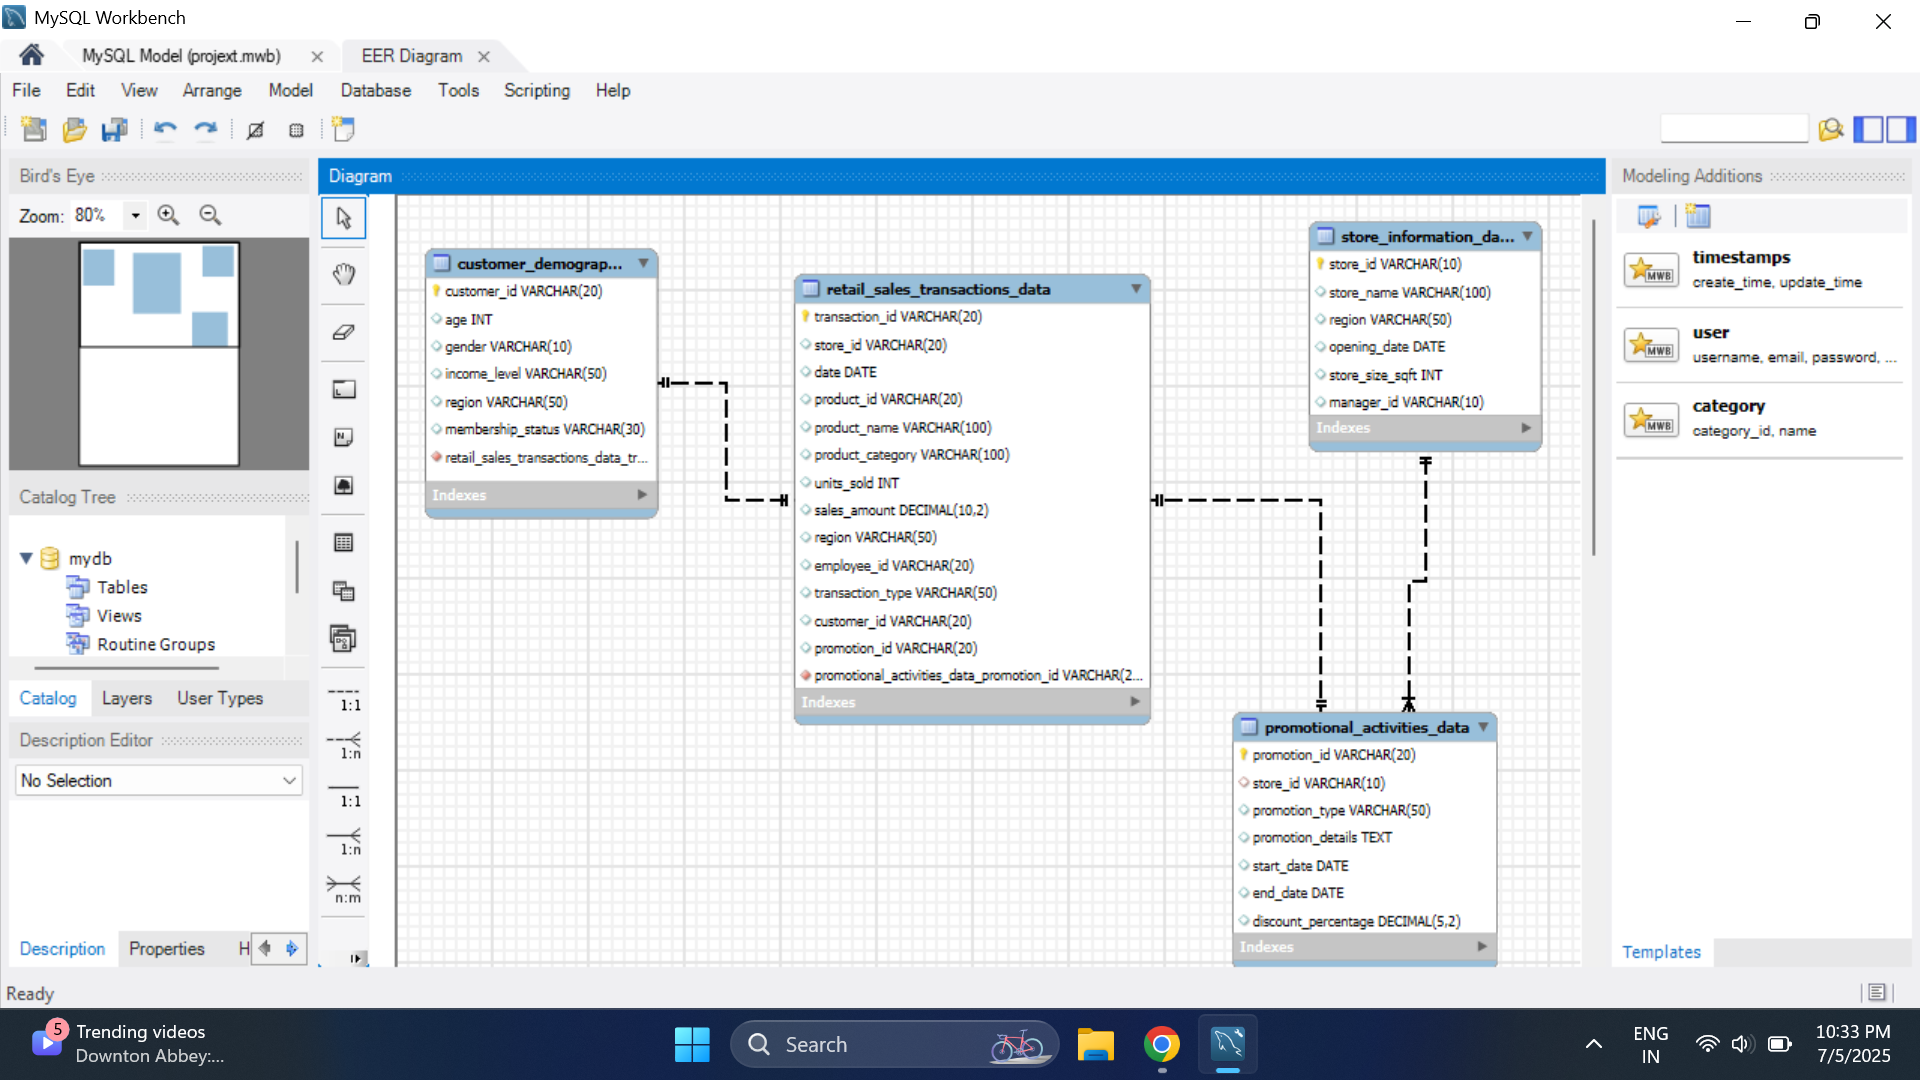 MySQL Workbench
MySQL Model (projext.mwb)
EER Diagram
File Edit View Arrange Model Database Tools Scripting Help
Bird's Eye
Zoom: 80%
Catalog Tree
mydb
Tables
Views
Routine Groups
Catalog Layers User Types
Description Editor
No Selection
Description Properties H
Ready
Diagram
1:1
1:n
1:1
1:n
n:m
customer_demograp...
customer_id VARCHAR(20)
age INT
gender VARCHAR(10)
income_level VARCHAR(50)
region VARCHAR(50)
membership_status VARCHAR(30)
retail_sales_transactions_data_tr...
Indexes
retail_sales_transactions_data
transaction_id VARCHAR(20)
store_id VARCHAR(20)
date DATE
product_id VARCHAR(20)
product_name VARCHAR(100)
product_category VARCHAR(100)
units_sold INT
sales_amount DECIMAL(10,2)
region VARCHAR(50)
employee_id VARCHAR(20)
transaction_type VARCHAR(50)
customer_id VARCHAR(20)
promotion_id VARCHAR(20)
promotional_activities_data_promotion_id VARCHAR(2...
Indexes
store_information_da...
store_id VARCHAR(10)
store_name VARCHAR(100)
region VARCHAR(50)
opening_date DATE
store_size_sqft INT
manager_id VARCHAR(10)
Indexes
promotional_activities_data
promotion_id VARCHAR(20)
store_id VARCHAR(10)
promotion_type VARCHAR(50)
promotion_details TEXT
start_date DATE
end_date DATE
discount_percentage DECIMAL(5,2)
Indexes
Modeling Additions
MWB
timestamps
create_time, update_time
MWB
user
username, email, password, ...
MWB
category
category_id, name
Templates
5
Trending videos
Downton Abbey:...
Search
ENG
IN
10:33 PM
7/5/2025